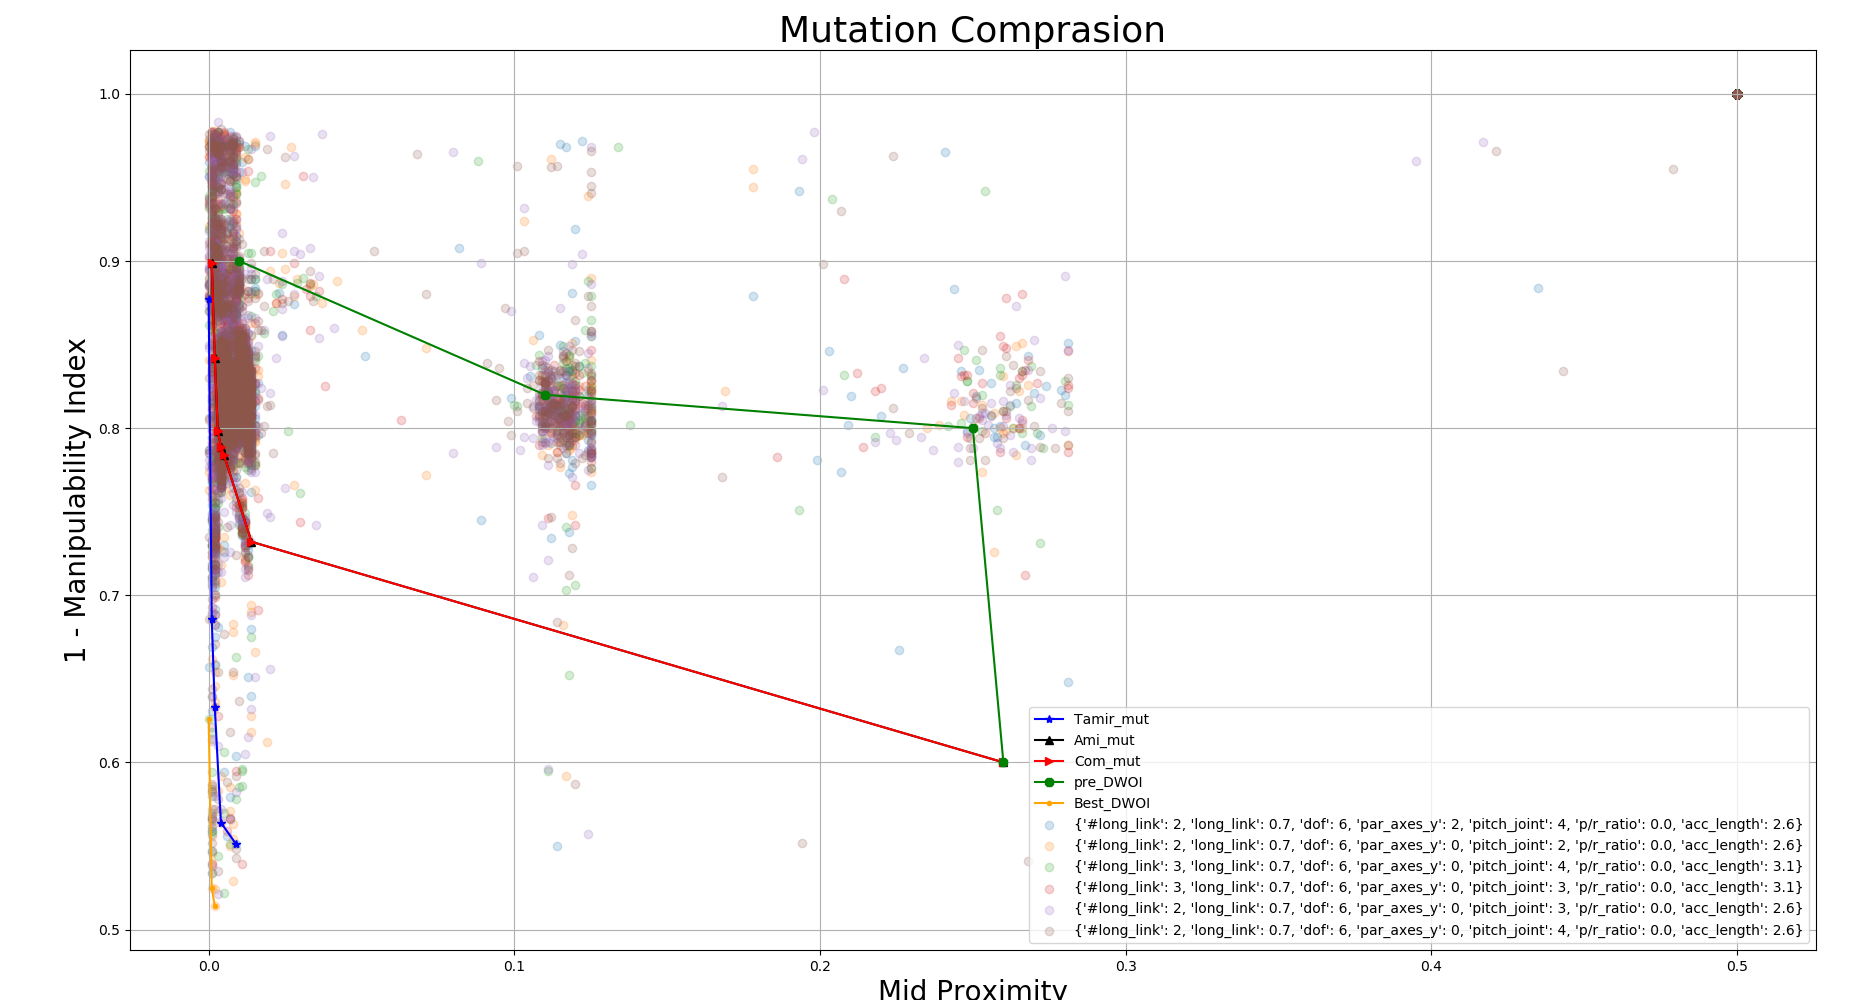 Mutation Comprasion
1 - Manipulability Index
1.0
0.9
0.8
0.7
0.6
0.5
0.0
0.1
0.2
0.3
0.4
0.5
Mid Proximity
Tamir_mut
Ami_mut
Com_mut
pre_DWOI
Best_DWOI
{'#long_link': 2, 'long_link': 0.7, 'dof': 6, 'par_axes_y': 2, 'pitch_joint': 4, 'p/r_ratio': 0.0, 'acc_length': 2.6}
{'#long_link': 2, 'long_link': 0.7, 'dof': 6, 'par_axes_y': 0, 'pitch_joint': 2, 'p/r_ratio': 0.0, 'acc_length': 2.6}
{'#long_link': 3, 'long_link': 0.7, 'dof': 6, 'par_axes_y': 0, 'pitch_joint': 4, 'p/r_ratio': 0.0, 'acc_length': 3.1}
{'#long_link': 3, 'long_link': 0.7, 'dof': 6, 'par_axes_y': 0, 'pitch_joint': 3, 'p/r_ratio': 0.0, 'acc_length': 3.1}
{'#long_link': 2, 'long_link': 0.7, 'dof': 6, 'par_axes_y': 0, 'pitch_joint': 3, 'p/r_ratio': 0.0, 'acc_length': 2.6}
{'#long_link': 2, 'long_link': 0.7, 'dof': 6, 'par_axes_y': 0, 'pitch_joint': 4, 'p/r_ratio': 0.0, 'acc_length': 2.6}